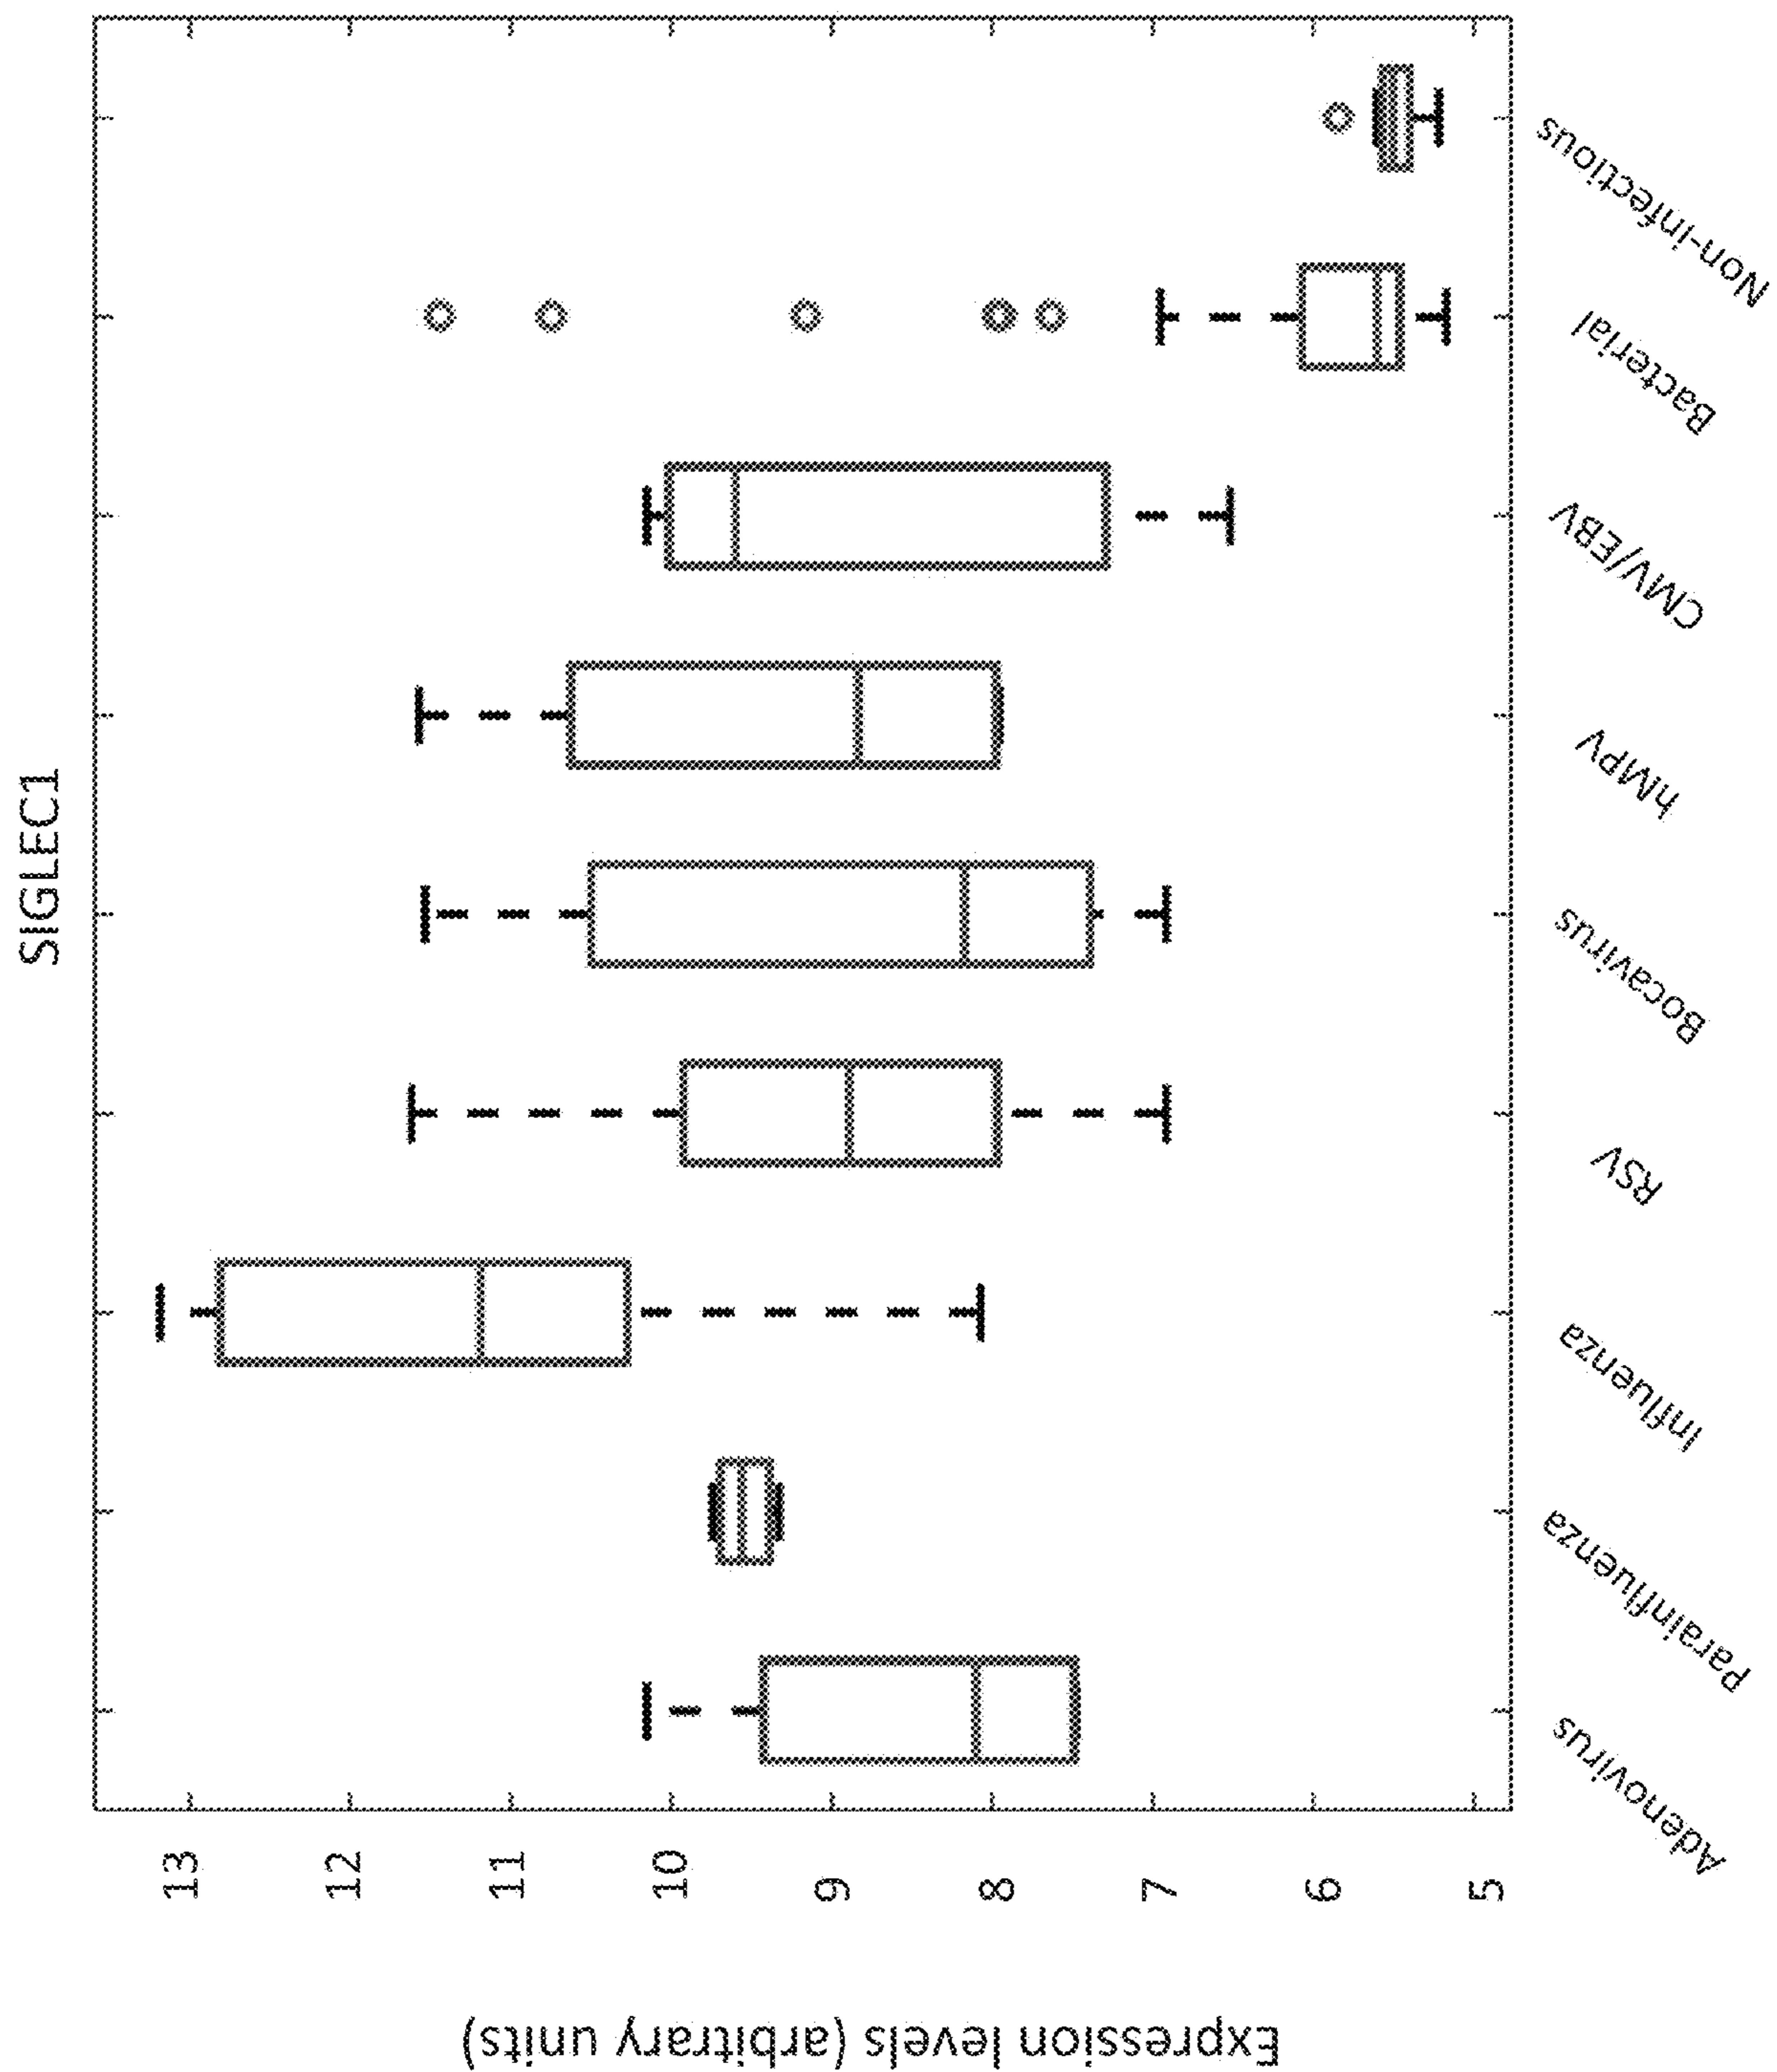 SIGLEC1
Expression levels (arbitrary units)
13
12
11
10
9
8
7
6
5
Adenovirus
Parainfluenza
Influenza
RSV
Bocavirus
hMPV
CMV/EBV
Bacterial
Non-infectious